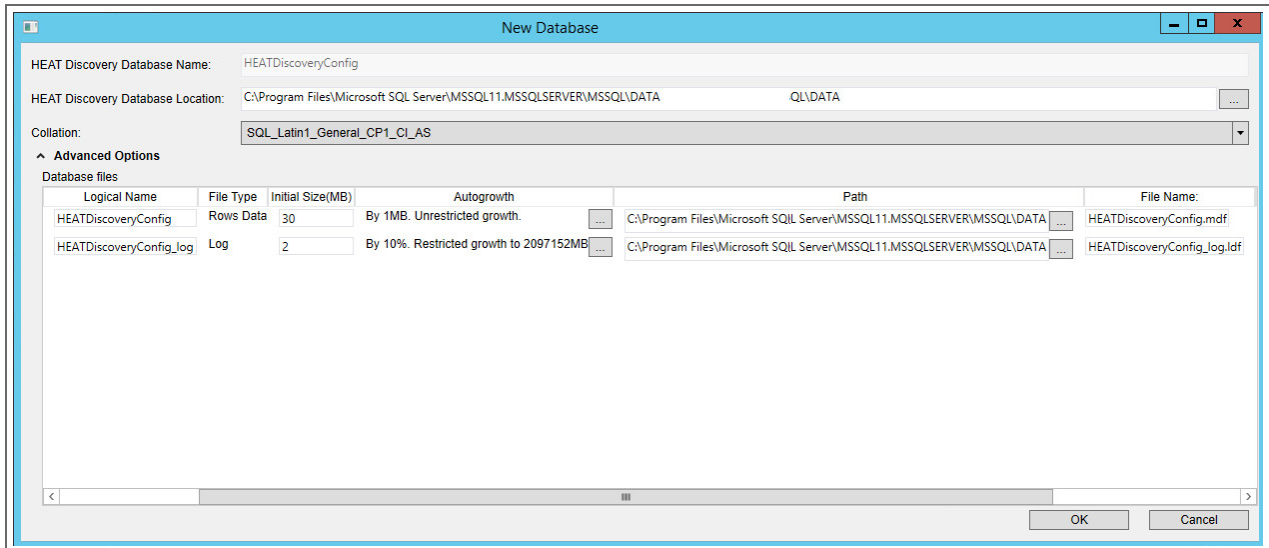 New Database
HEAT Discovery Database Name: HEATDiscoveryConfig
HEAT Discovery Database Location: C:\Program Files\Microsoft SQL Server\MSSQL11.MSSQLSERVER\MSSQL\DATA QL\DATA ...
Collation: SQL_Latin1_General_CP1_CI_AS
Advanced Options
Database files
Logical Name File Type Initial Size(MB) Autogrowth Path File Name:
HEATDiscoveryConfig Rows Data 30 By 1MB. Unrestricted growth. ... C:\Program Files\Microsoft SQIL Server\MSSQL11.MSSQLSERVER\MSSQL\DATA ... HEATDiscoveryConfig.mdf
HEATDiscoveryConfig_log Log 2 By 10%. Restricted growth to 2097152MB ... C:\Program Files\Microsoft SQIL Server\MSSQL11.MSSQLSERVER\MSSQL\DATA ... HEATDiscoveryConfig_log.ldf
OK Cancel